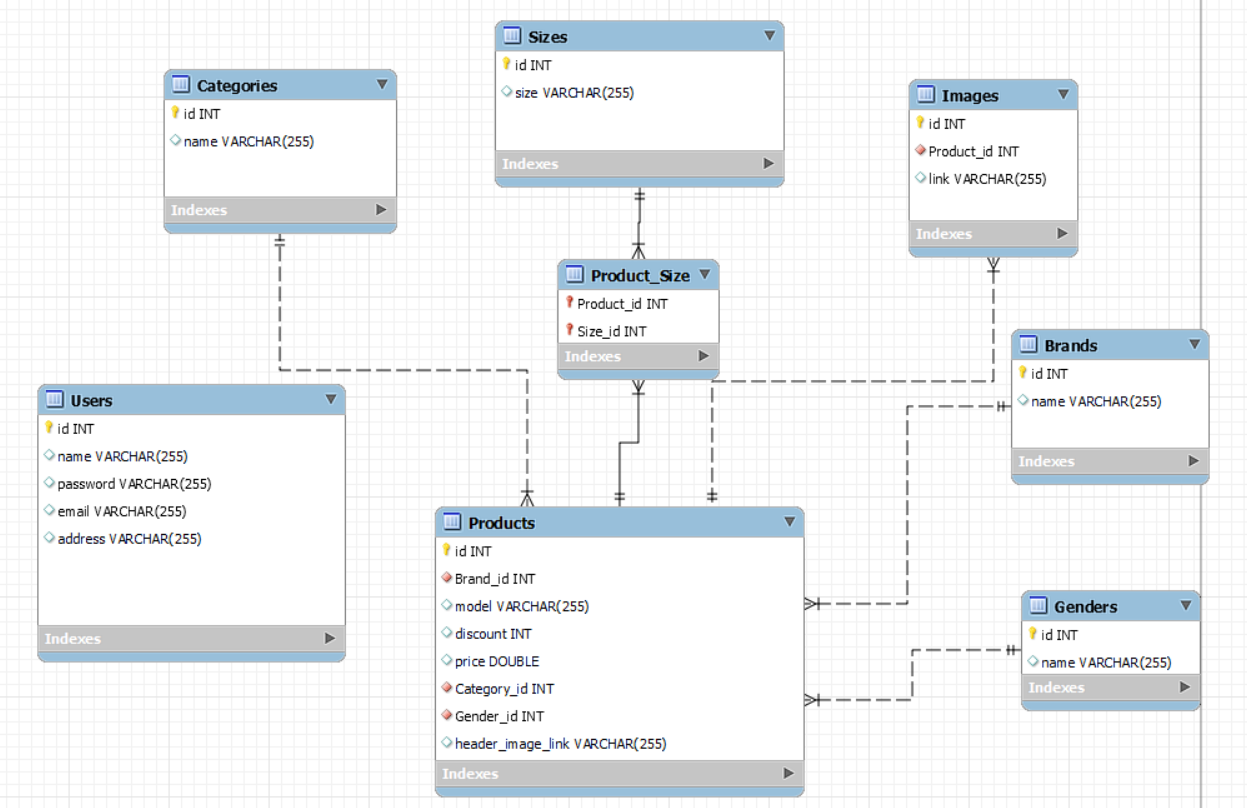 Sizes
id INT
size VARCHAR(255)
Indexes
Categories
id INT
name VARCHAR(255)
Indexes
Images
id INT
Product_id INT
link VARCHAR(255)
Indexes
Product_Size
Product_id INT
Size_id INT
Indexes
Brands
id INT
name VARCHAR(255)
Indexes
Users
id INT
name VARCHAR(255)
password VARCHAR(255)
email VARCHAR(255)
address VARCHAR(255)
Indexes
Products
id INT
Brand_id INT
model VARCHAR(255)
discount INT
price DOUBLE
Category_id INT
Gender_id INT
header_image_link VARCHAR(255)
Indexes
Genders
id INT
name VARCHAR(255)
Indexes